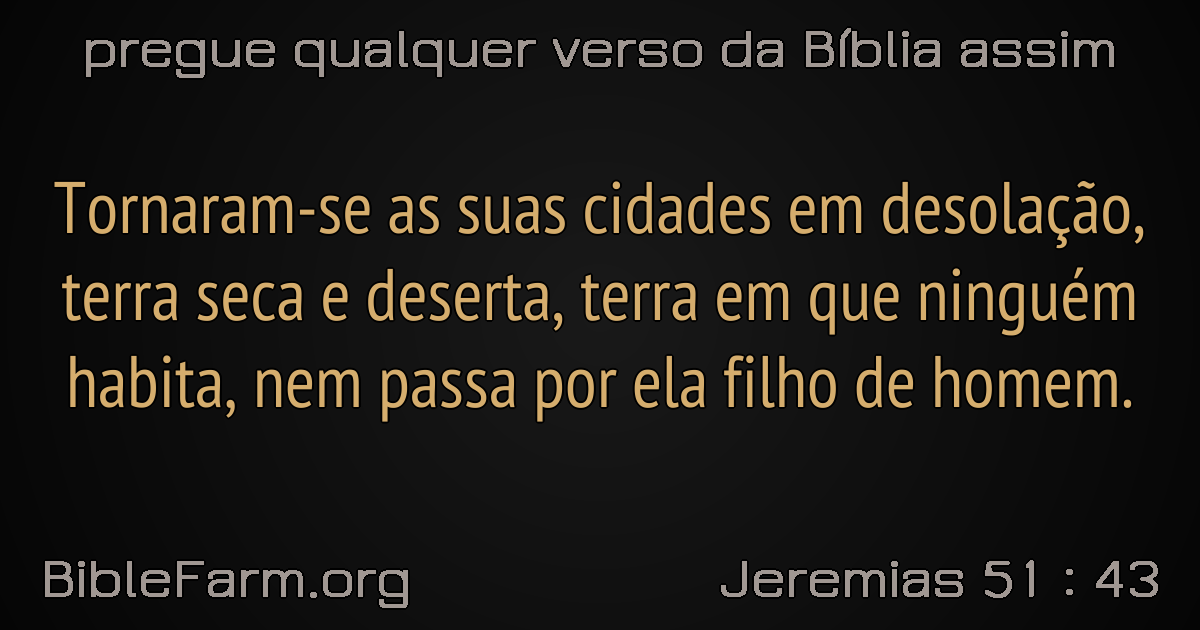 pregue qualquer verso da Bíblia assim
Tornaram-se as suas cidades em desolação,
terra seca e deserta, terra em que ninguém
habita, nem passa por ela filho de homem.
BibleFarm.org
Jeremias 51 : 43